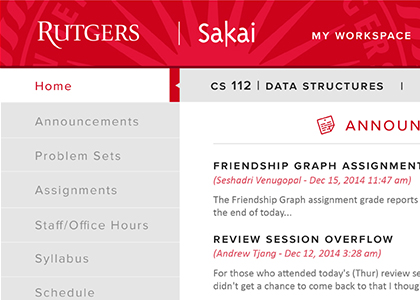 RUTGERS | Sakai
MY WORKSPACE
Home
CS 112 | DATA STRUCTURES |
Announcements
Problem Sets
Assignments
Staff/Office Hours
Syllabus
Schedule
ANNOUN
FRIENDSHIP GRAPH ASSIGNMENT
(Seshadri Venugopal - Dec 15, 2014 11:47 am)
The Friendship Graph assignment grade reports
the end of today...
REVIEW SESSION OVERFLOW
(Andrew Tjang - Dec 12, 2014 3:28 am)
For those who attended today's (Thur) review se
didn't get a chance to come back to that I thoug